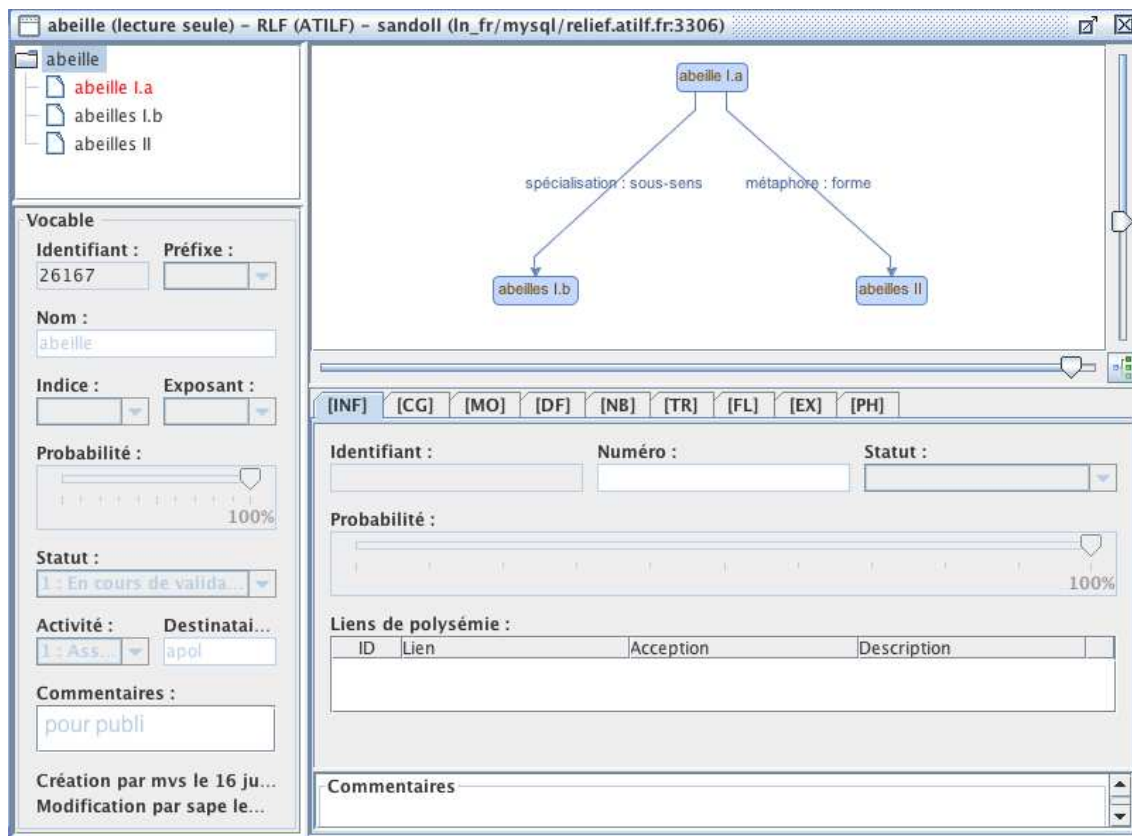 abeille (lecture seule) – RLF (ATILF) – sandoll (ln_fr/mysql/relief.atilf.fr:3306)
abeille
abeille I.a
abeilles I.b
abeilles II
abeille I.a
spécialisation : sous-sens
métaphore : forme
abeilles I.b
abeilles II
Vocable
Identifiant : Préfixe :
26167
Nom :
abeille
Indice : Exposant :
Probabilité :
100%
Statut :
1 : En cours de valida...
Activité : Destinatai...
1 : Ass... apol
Commentaires :
pour publi
Création par mvs le 16 ju...
Modification par sape le...
[INF] [CG] [MO] [DF] [NB] [TR] [FL] [EX] [PH]
Identifiant : Numéro : Statut :
Probabilité :
100%
Liens de polysémie :
ID Lien Acception Description
Commentaires